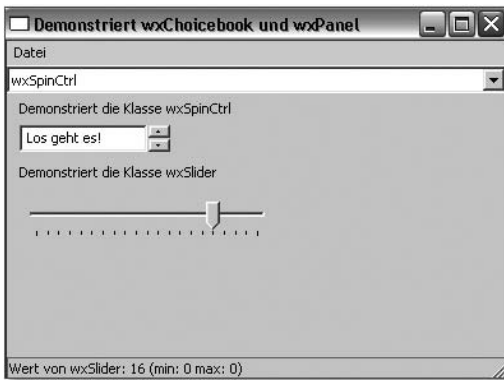 Demonstriert wxChoicebook und wxPanel
Datei
wxSpinCtrl
Demonstriert die Klasse wxSpinCtrl
Los geht es!
Demonstriert die Klasse wxSlider
Wert von wxSlider: 16 (min: 0 max: 0)